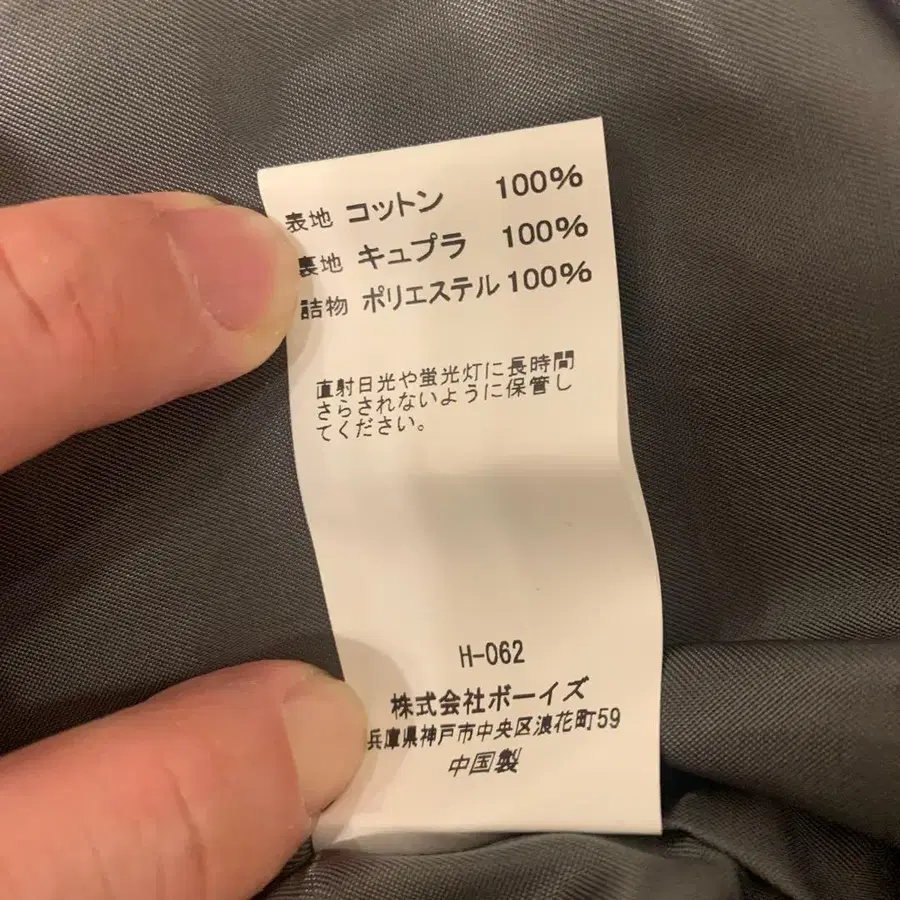 表地 コットン 100%
裏地 キュプラ 100%
詰物 ポリエステル 100%
直射日光や蛍光灯に長時間
さらされないように保管し
てください。
H-062
株式会社ボーイズ
兵庫県神戸市中央区浪花町59
中国製